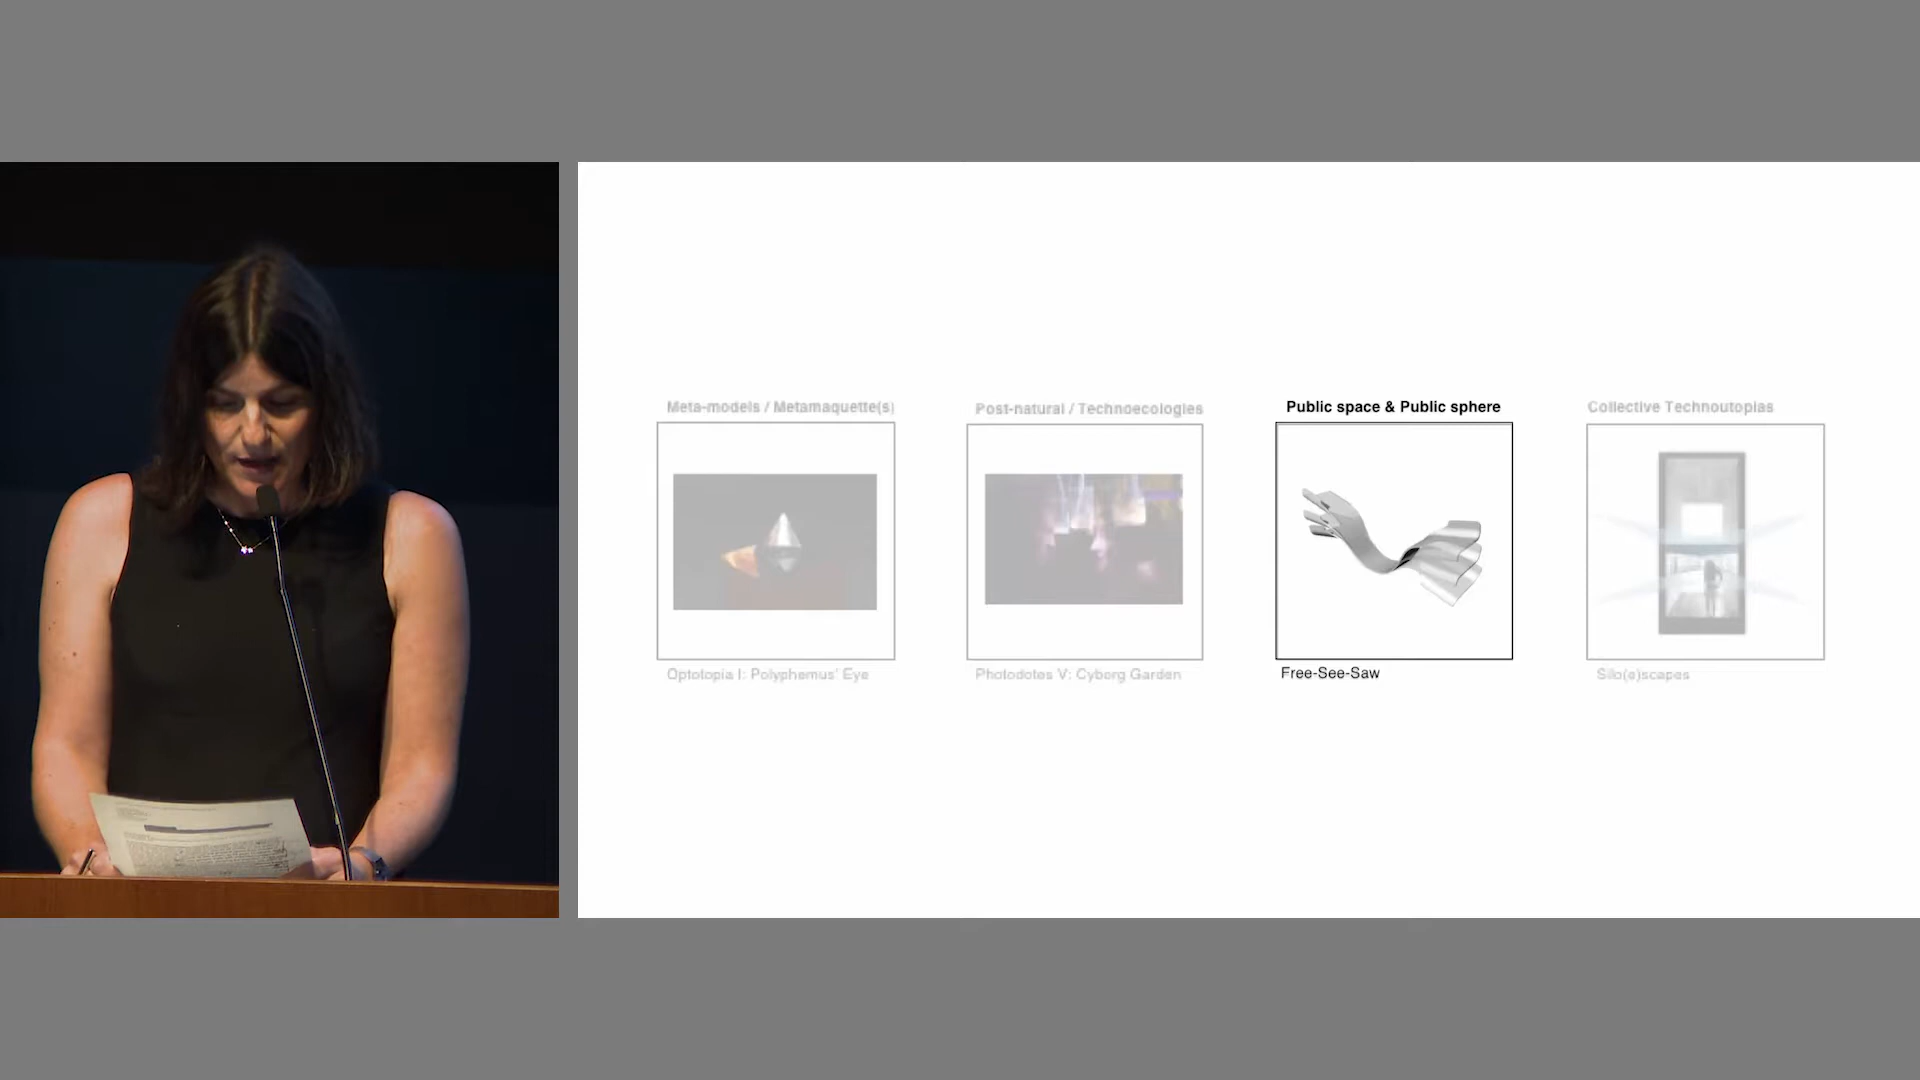 Meta-models / Metamaquette(s)
Post-natural / Technoecologies
Public space & Public sphere
Collective Technoutopias
Optotopia I: Polyphemus' Eye
Photodotes V: Cyborg Garden
Free-See-Saw
Silo(e)scapes